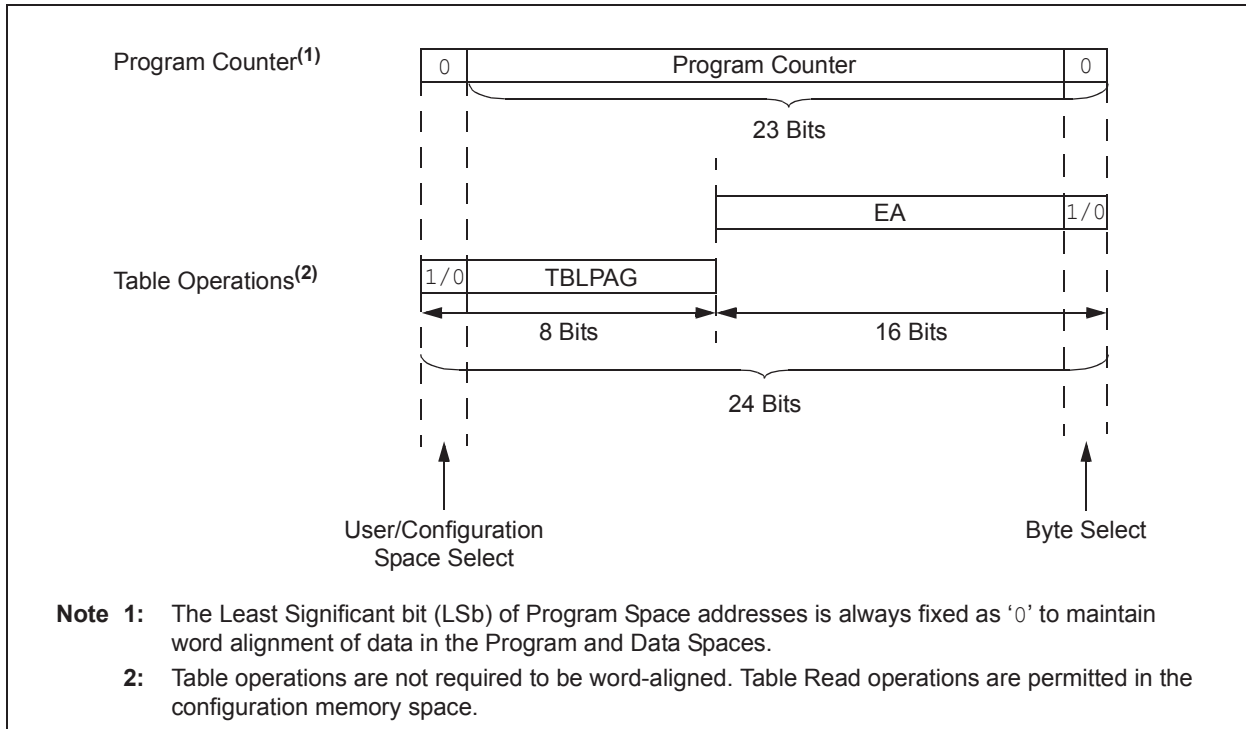 Program Counter(1)
0 Program Counter 0
23 Bits
EA 1/0
Table Operations(2)
1/0 TBLPAG
8 Bits 16 Bits
24 Bits
User/Configuration
Space Select
Byte Select
Note 1: The Least Significant bit (LSb) of Program Space addresses is always fixed as ‘0’ to maintain
word alignment of data in the Program and Data Spaces.
2: Table operations are not required to be word-aligned. Table Read operations are permitted in the
configuration memory space.